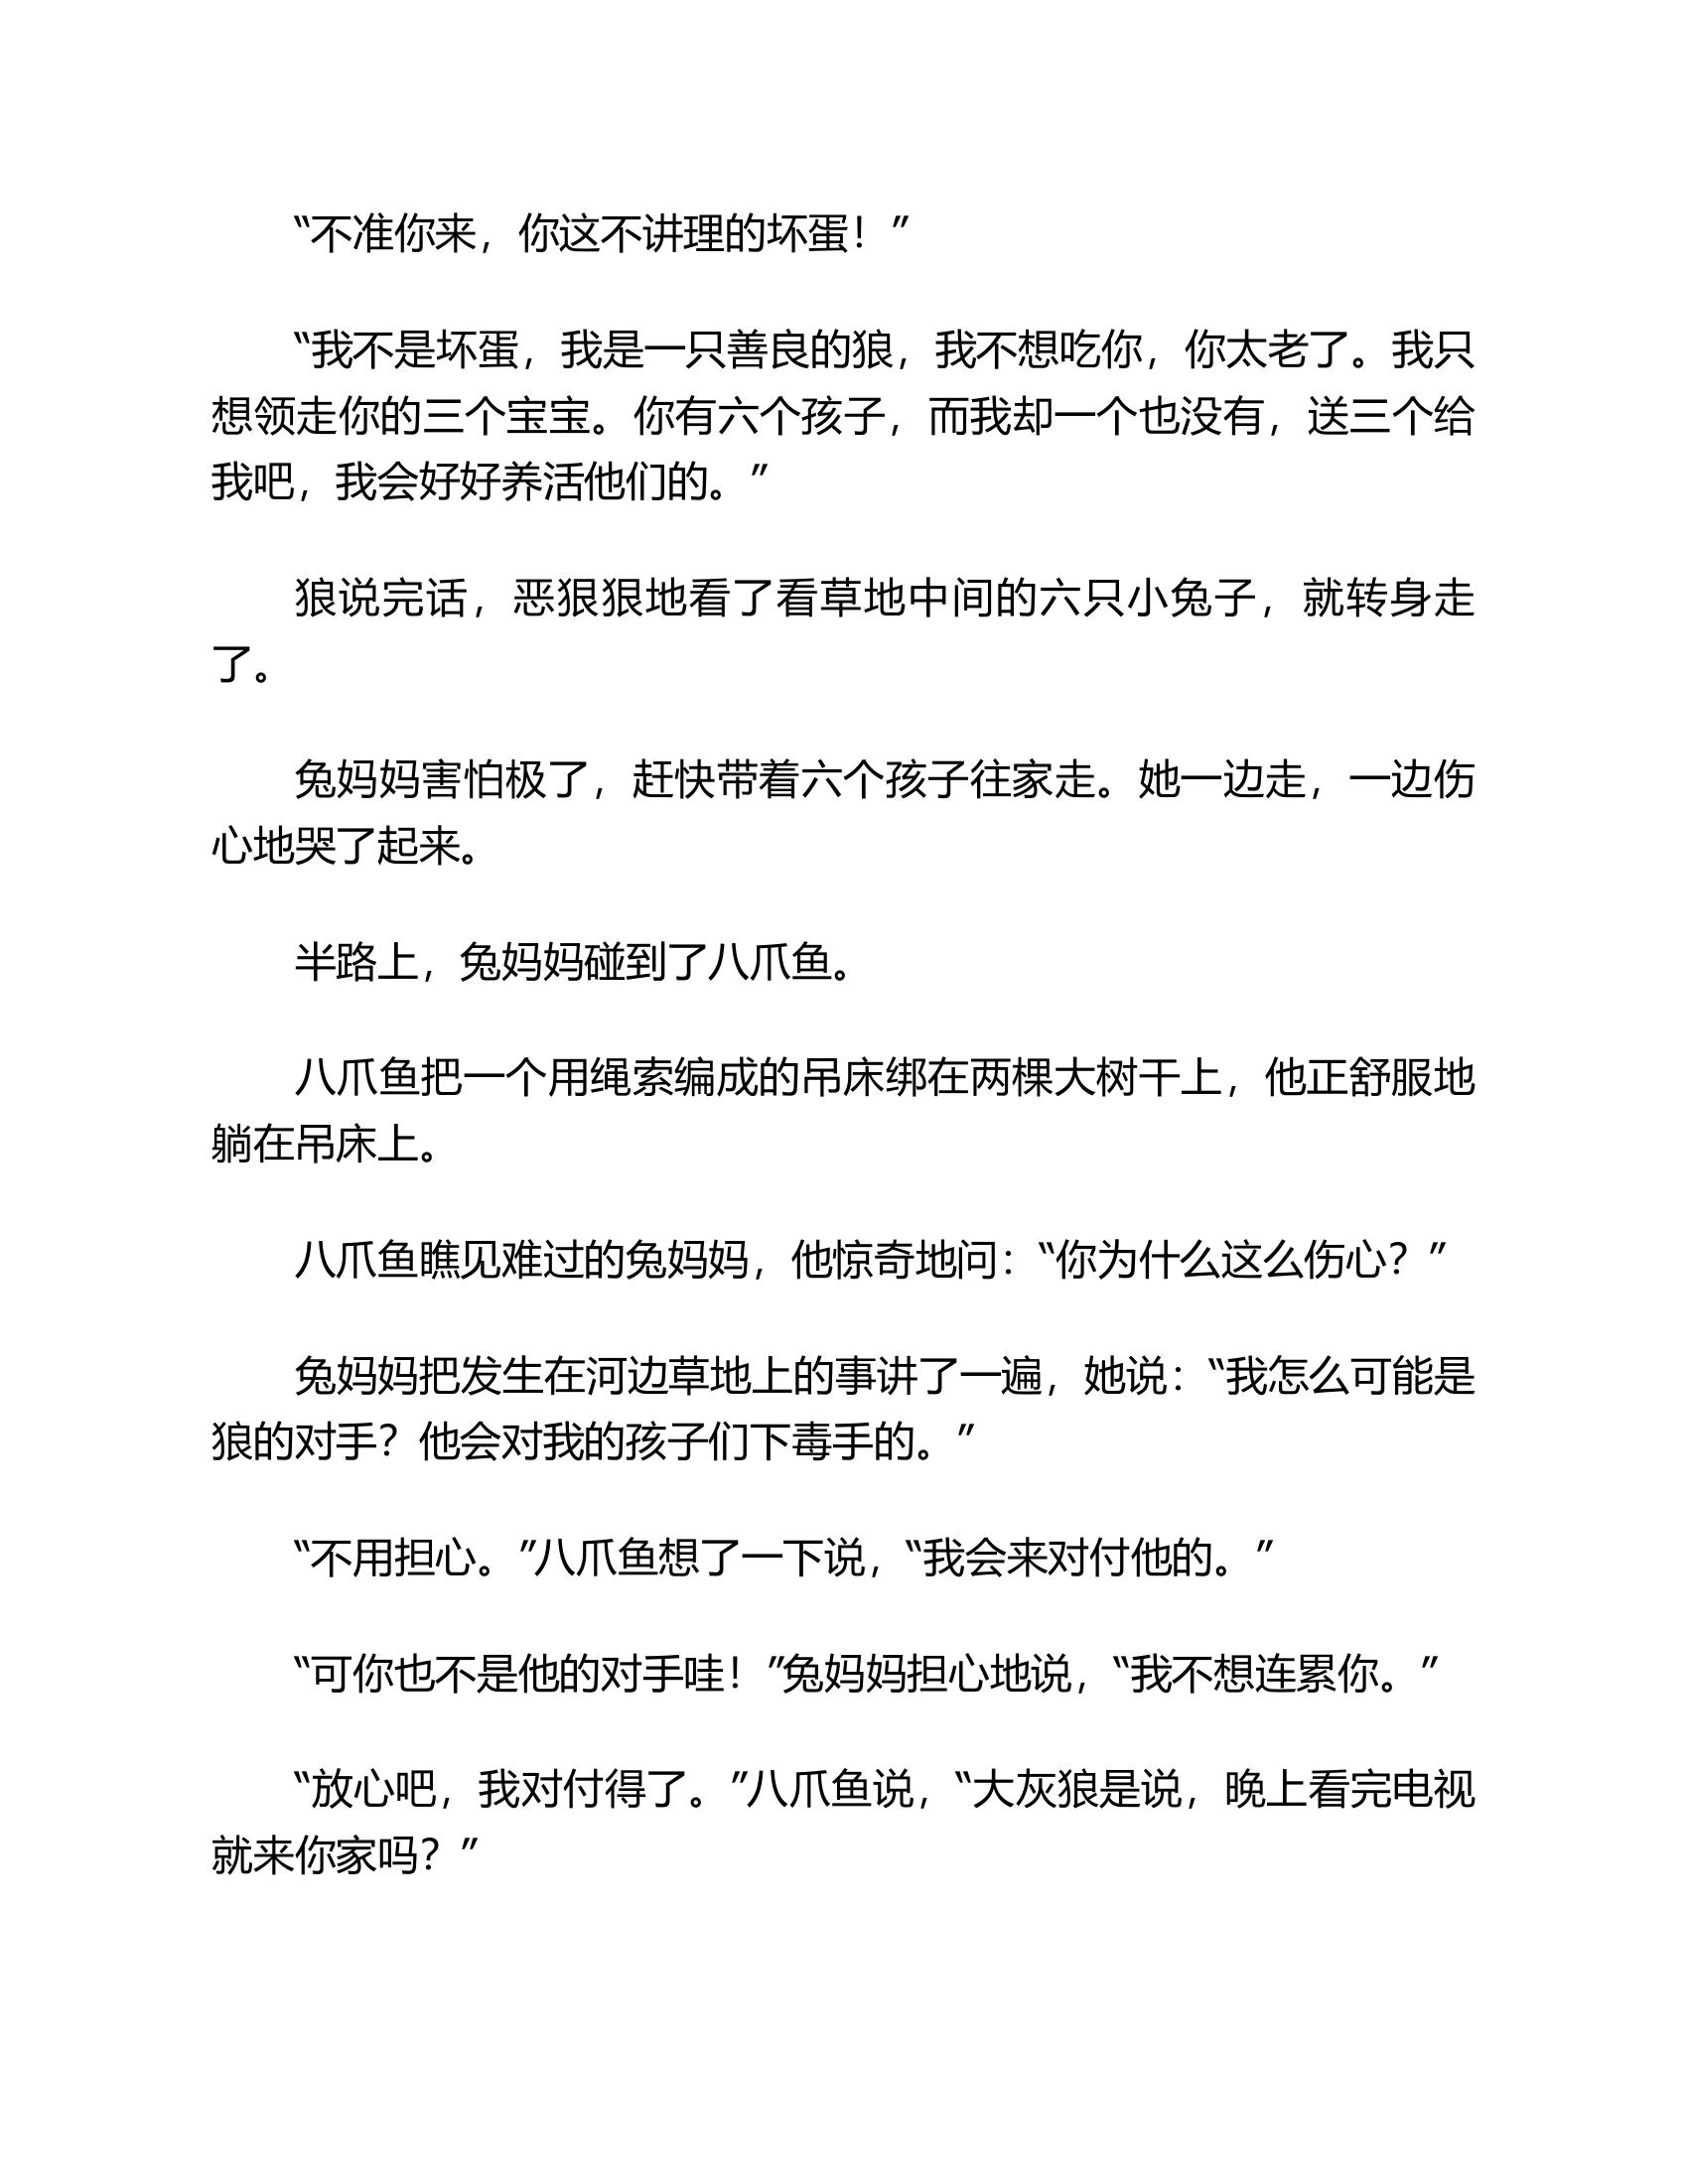 “不准你来，你这不讲理的坏蛋！”
“我不是坏蛋，我是一只善良的狼，我不想吃你，你太老了。我只
想领走你的三个宝宝。你有六个孩子，而我却一个也没有，送三个给
我吧，我会好好养活他们的。”
狼说完话，恶狠狠地看了看草地中间的六只小兔子，就转身走
了。
兔妈妈害怕极了，赶快带着六个孩子往家走。她一边走，一边伤
心地哭了起来。
半路上，兔妈妈碰到了八爪鱼。
八爪鱼把一个用绳索编成的吊床绑在两棵大树干上，他正舒服地
躺在吊床上。
八爪鱼瞧见难过的兔妈妈，他惊奇地问：“你为什么这么伤心？”
兔妈妈把发生在河边草地上的事讲了一遍，她说：“我怎么可能是
狼的对手？他会对我的孩子们下毒手的。”
“不用担心。”八爪鱼想了一下说，“我会来对付他的。”
“可你也不是他的对手哇！”兔妈妈担心地说，“我不想连累你。”
“放心吧，我对付得了。”八爪鱼说，“大灰狼是说，晚上看完电视
就来你家吗？”